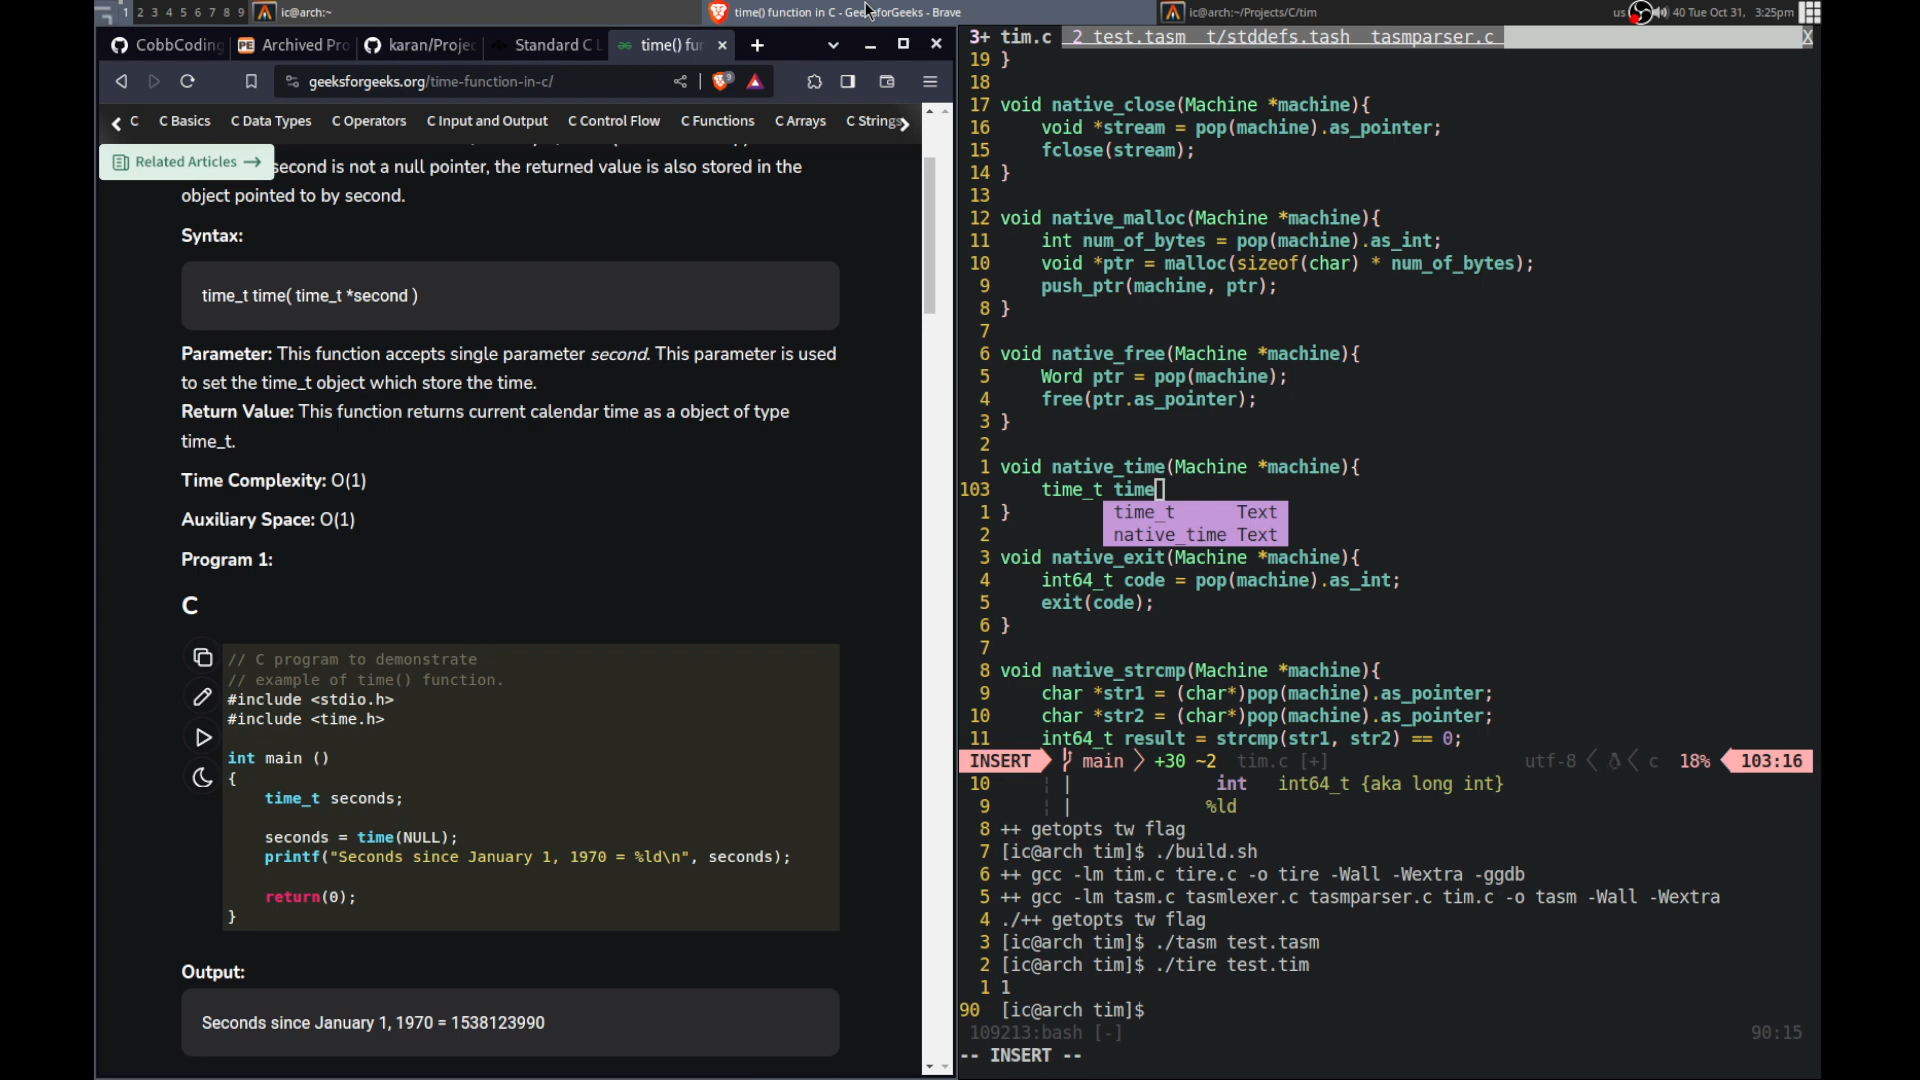 1 2 3 4 5 6 7 8 9 ic@arch:~ time() function in C - GeeksforGeeks - Brave ic@arch:~/Projects/C/tim us 40 Tue Oct 31, 3:25pm
CobbCoding Archived Pro karan/Projec Standard C L time() fu
geeksforgeeks.org/time-function-in-c/ 9
C C Basics C Data Types C Operators C Input and Output C Control Flow C Functions C Arrays C Strings
Related Articles
second is not a null pointer, the returned value is also stored in the
object pointed to by second.
Syntax:
time_t time( time_t *second )
Parameter: This function accepts single parameter second. This parameter is used
to set the time_t object which store the time.
Return Value: This function returns current calendar time as a object of type
time_t.
Time Complexity: O(1)
Auxiliary Space: O(1)
Program 1:
C
// C program to demonstrate
// example of time() function.
#include <stdio.h>
#include <time.h>
int main ()
{
time_t seconds;
seconds = time(NULL);
printf("Seconds since January 1, 1970 = %ld\n", seconds);
return(0);
}
Output:
Seconds since January 1, 1970 = 1538123990
3+ tim.c 2 test.tasm t/stddefs.tash tasmparser.c X
19 }
18
17 void native_close(Machine *machine){
16 void *stream = pop(machine).as_pointer;
15 fclose(stream);
14 }
13
12 void native_malloc(Machine *machine){
11 int num_of_bytes = pop(machine).as_int;
10 void *ptr = malloc(sizeof(char) * num_of_bytes);
9 push_ptr(machine, ptr);
8 }
7
6 void native_free(Machine *machine){
5 Word ptr = pop(machine);
4 free(ptr.as_pointer);
3 }
2
1 void native_time(Machine *machine){
103 time_t time
1 } time_t Text
2 native_time Text
3 void native_exit(Machine *machine){
4 int64_t code = pop(machine).as_int;
5 exit(code);
6 }
7
8 void native_strcmp(Machine *machine){
9 char *str1 = (char*)pop(machine).as_pointer;
10 char *str2 = (char*)pop(machine).as_pointer;
11 int64_t result = strcmp(str1, str2) == 0;
INSERT main +30 ~2 tim.c [+] utf-8 c 18% 103:16
10 | int int64_t {aka long int}
9 | %ld
8 ++ getopts tw flag
7 [ic@arch tim]$ ./build.sh
6 ++ gcc -lm tim.c tire.c -o tire -Wall -Wextra -ggdb
5 ++ gcc -lm tasm.c tasmlexer.c tasmparser.c tim.c -o tasm -Wall -Wextra
4 ./++ getopts tw flag
3 [ic@arch tim]$ ./tasm test.tasm
2 [ic@arch tim]$ ./tire test.tim
1 1
90 [ic@arch tim]$
109213:bash [-] 90:15
-- INSERT --